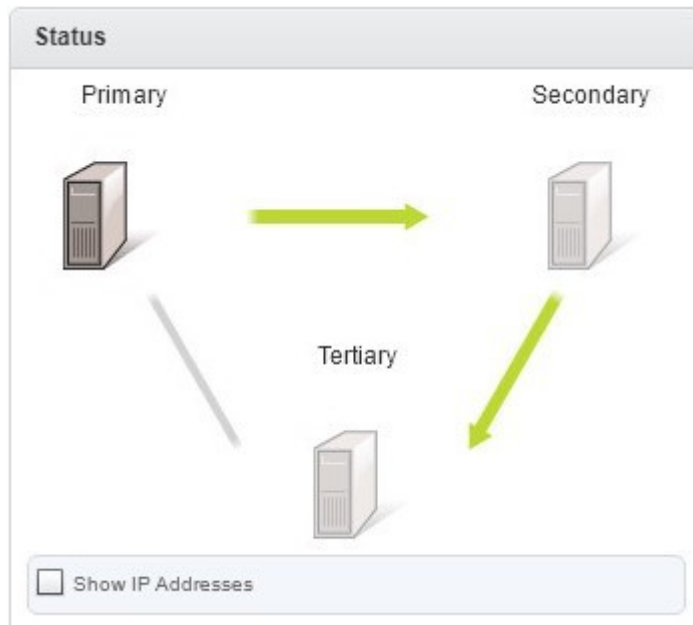 Status
Primary
Secondary
Tertiary
Show IP Addresses